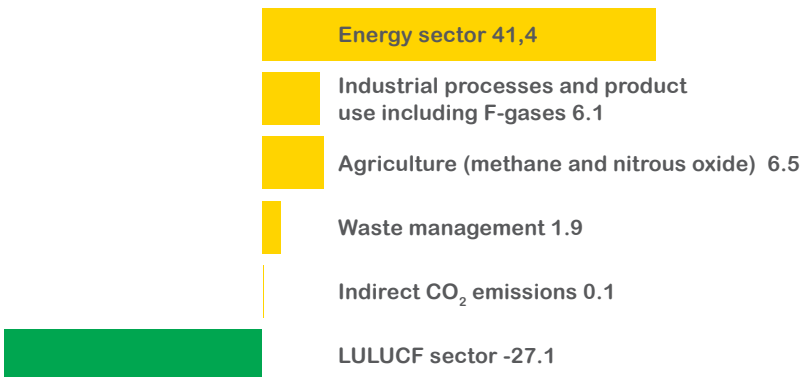 Energy sector 41,4
Industrial processes and product
use including F-gases 6.1
Agriculture (methane and nitrous oxide) 6.5
Waste management 1.9
Indirect CO₂ emissions 0.1
LULUCF sector -27.1